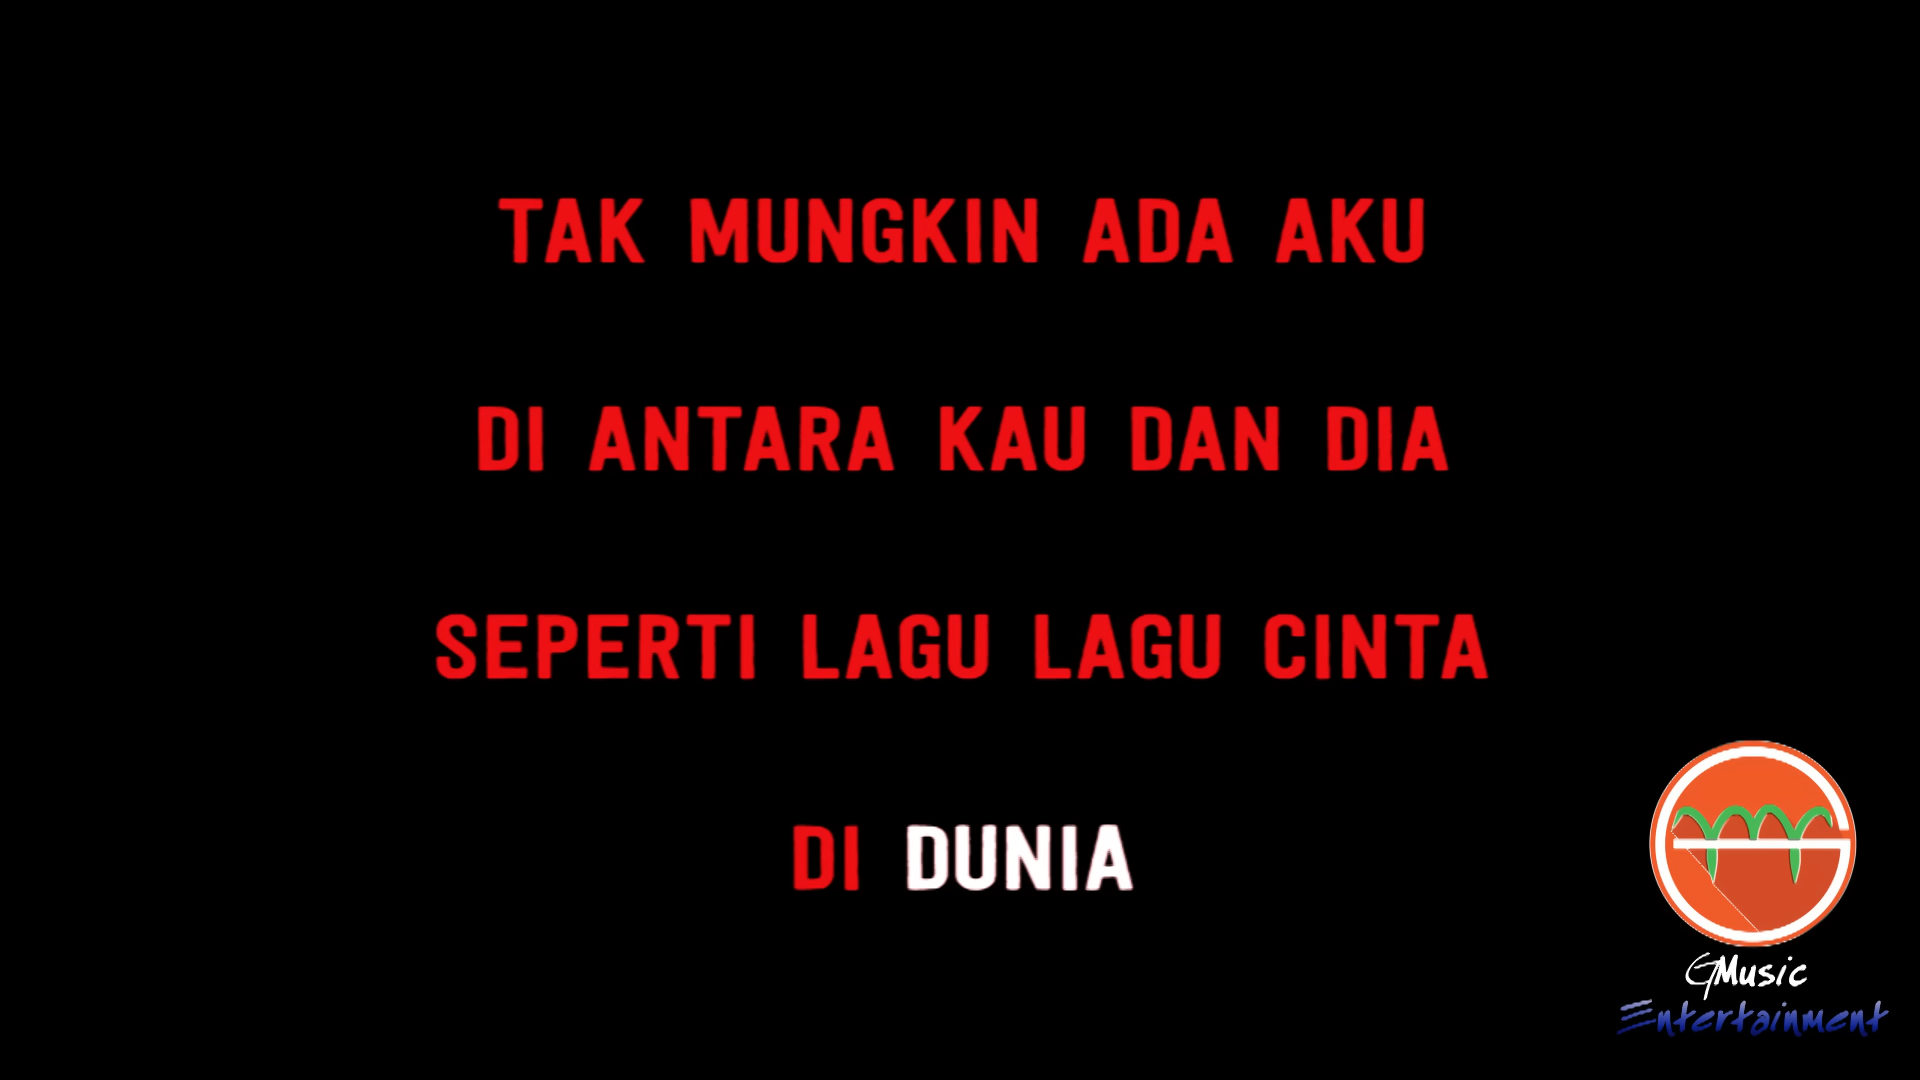 TAK MUNGKIN ADA AKU
DI ANTARA KAU DAN DIA
SEPERTI LAGU LAGU CINTA
DI DUNIA
GMusic
Entertainment